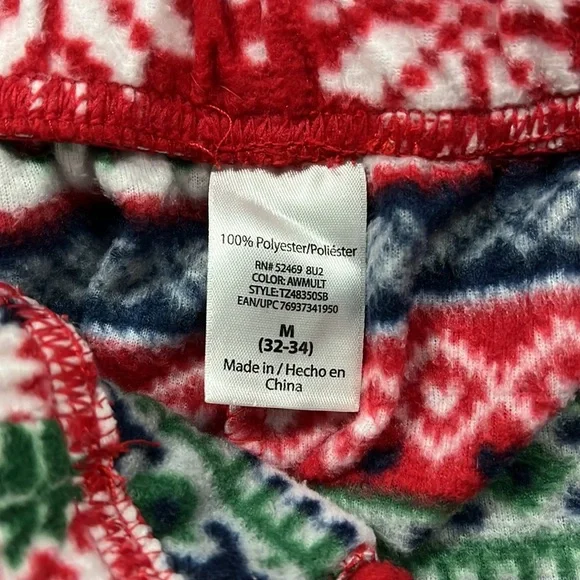 100% Polyester/Poliéster
RN# 52469 8U2
COLOR: AWMULT
STYLE: TZ48350SB
EAN/UPC 76937341950
M
(32-34)
Made in / Hecho en
China